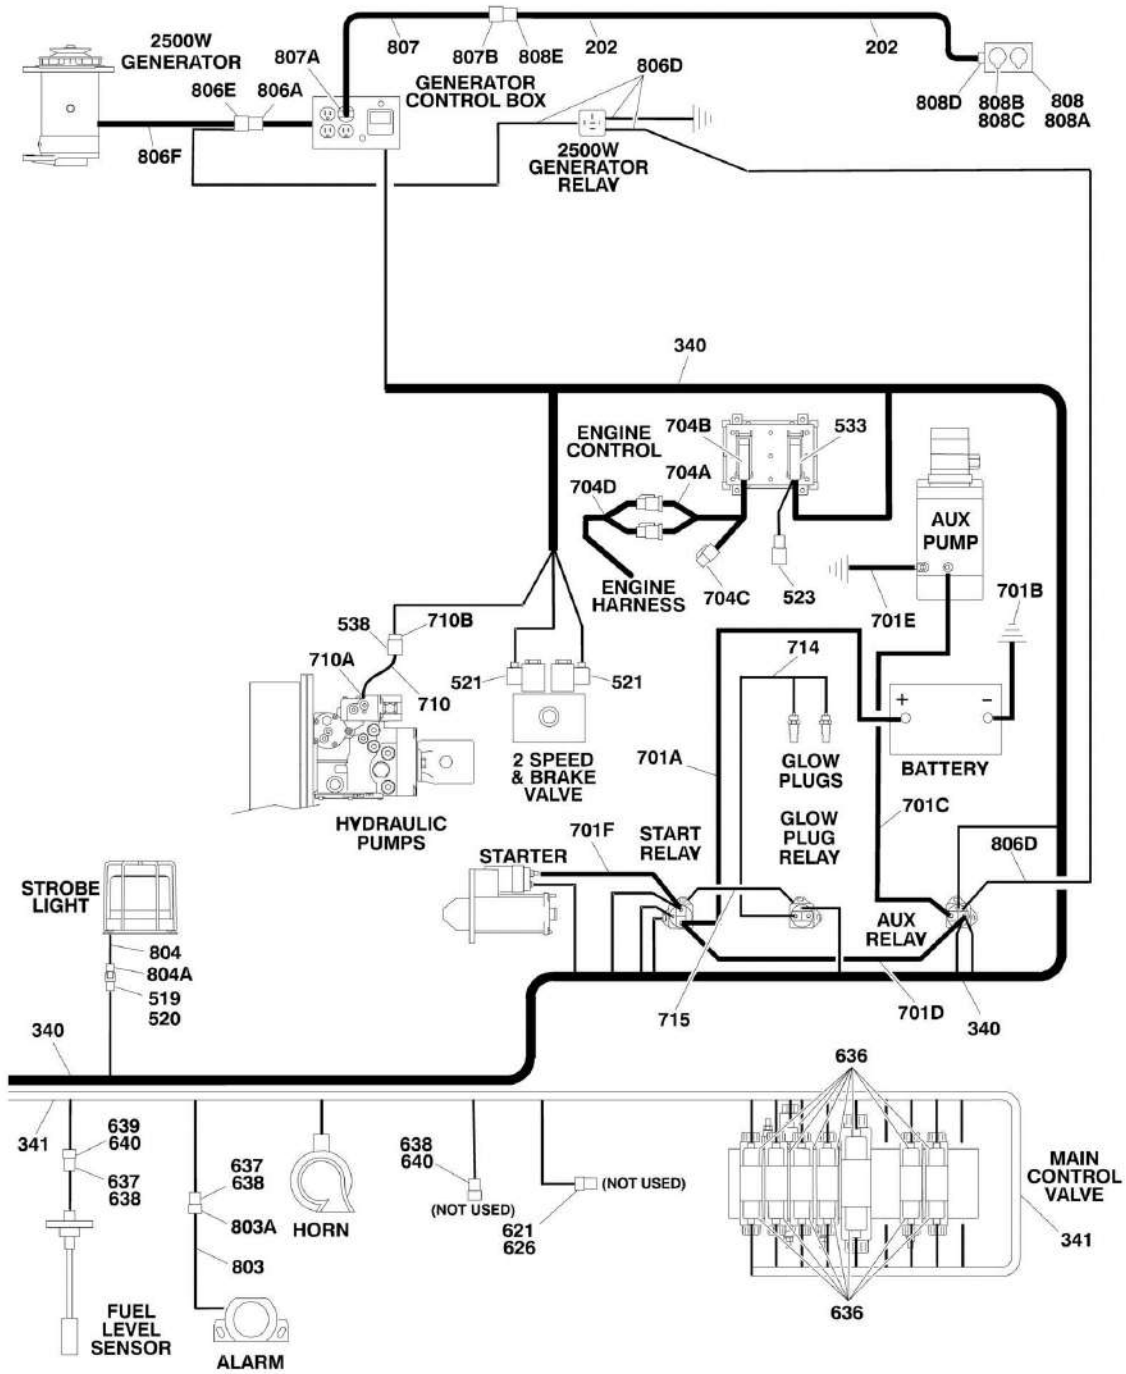 2500W
GENERATOR
807A
807
807B
808E
202
202
806E
806A
GENERATOR
CONTROL BOX
806D
808D
808B
808C
808
808A
806F
2500W
GENERATOR
RELAY
340
ENGINE
CONTROL
704B
533
704D
704A
AUX
PUMP
ENGINE
HARNESS
704C
523
701E
701B
538
710B
710A
714
521
521
710
+
-
2 SPEED
& BRAKE
VALVE
701A
GLOW
PLUGS
BATTERY
HYDRAULIC
PUMPS
701F
START
RELAY
GLOW
PLUG
RELAY
701C
806D
STARTER
STROBE
LIGHT
AUX
RELAY
804
804A
519
520
715
701D
340
340
636
341
639
640
637
638
637
638
638
640
(NOT USED)
(NOT USED)
MAIN
CONTROL
VALVE
803A
HORN
621
626
341
803
636
FUEL
LEVEL
SENSOR
ALARM